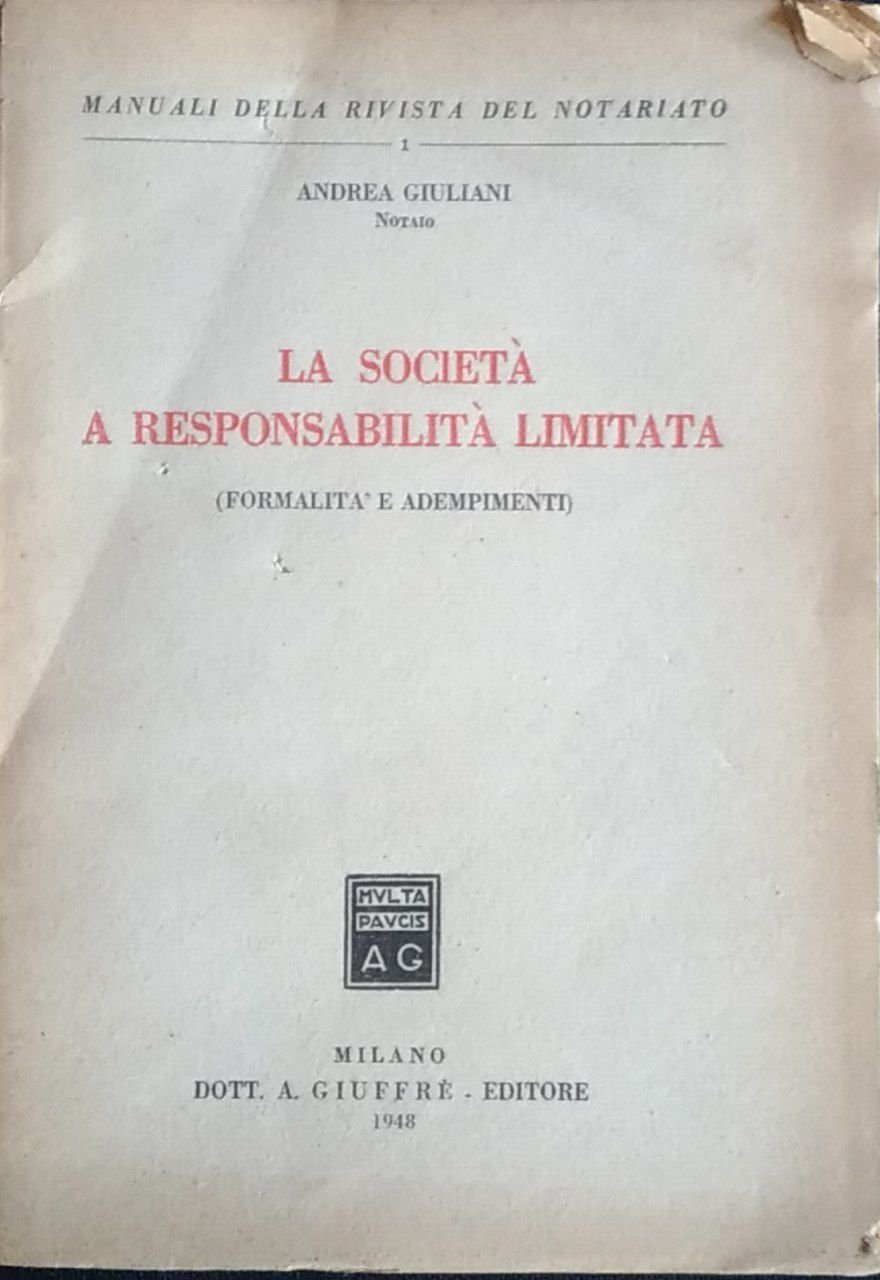 MANUALI DELLA RIVISTA DEL NOTARIATO
1
ANDREA GIULIANI
NOTAIO
LA SOCIETÀ
A RESPONSABILITÀ LIMITATA
(FORMALITA' E ADEMPIMENTI)
MVLTA
PAVCIS
AG
MILANO
DOTT. A. GIUFFRÈ - EDITORE
1948